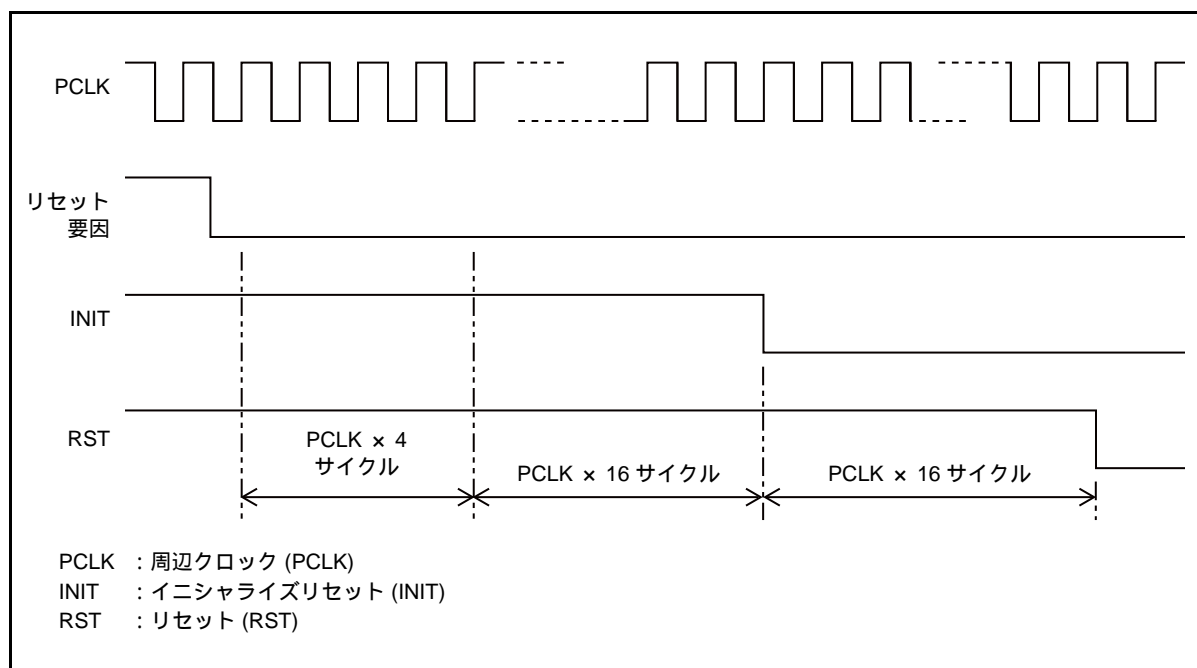 PCLK
リセット
要因
INIT
RST
PCLK × 4
サイクル
PCLK × 16 サイクル
PCLK × 16 サイクル
PCLK : 周辺クロック (PCLK)
INIT : イニシャライズリセット (INIT)
RST : リセット (RST)